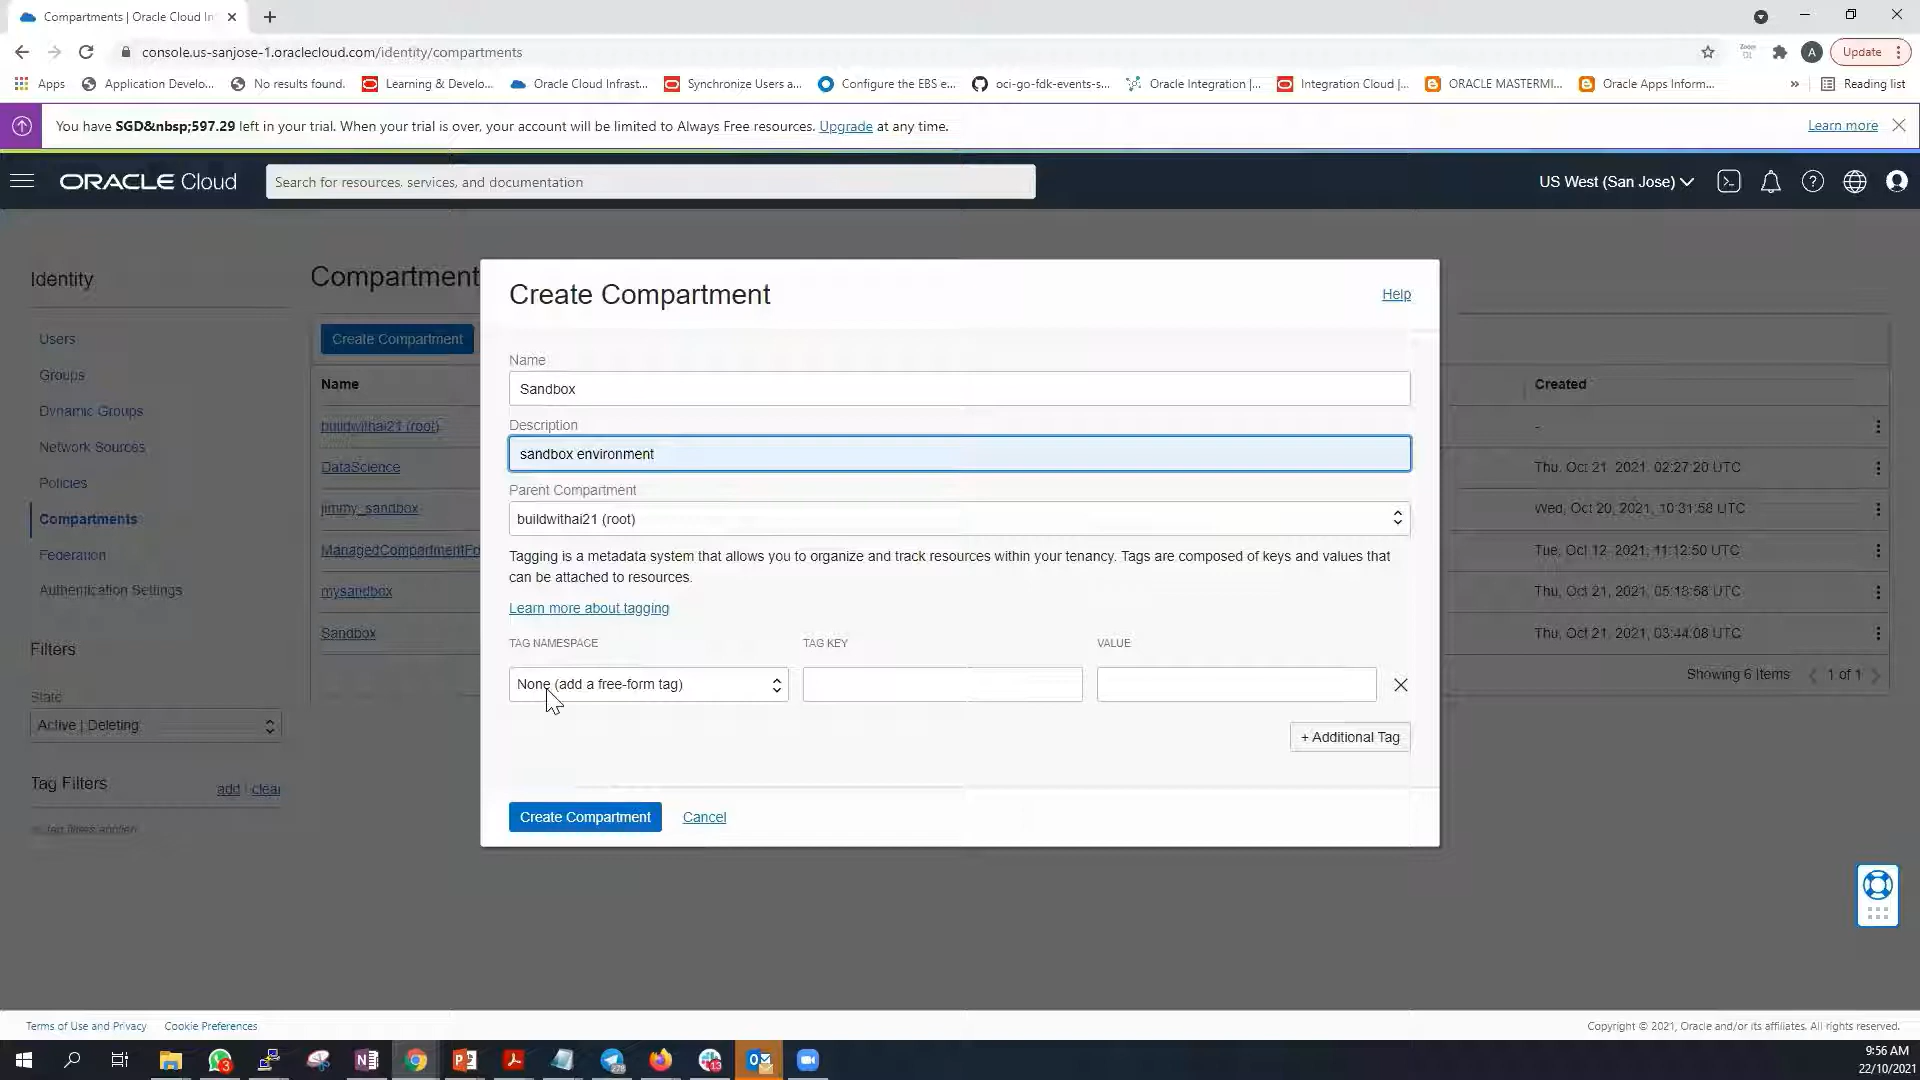 Compartments | Oracle Cloud In
console.us-sanjose-1.oraclecloud.com/identity/compartments
Zoom
A
Update
Apps
Application Develo...
No results found.
Learning & Develo...
Oracle Cloud Infrast...
Synchronize Users a...
Configure the EBS e...
oci-go-fdk-events-s...
Oracle Integration |...
Integration Cloud |...
ORACLE MASTERMI...
Oracle Apps Inform...
»
Reading list
You have SGD&nbsp;597.29 left in your trial. When your trial is over, your account will be limited to Always Free resources. Upgrade at any time.
Learn more
ORACLE Cloud
Search for resources, services, and documentation
US West (San Jose)
Identity
Users
Groups
Dynamic Groups
Network Sources
Policies
Compartments
Federation
Authentication Settings
Filters
State
Active | Deleting
Tag Filters
add | clear
no tag filters applied
Compartment
Create Compartment
Name
buildwithai21 (root)
DataScience
jimmy_sandbox
ManagedCompartmentFo
mysandbox
Sandbox
Create Compartment
Help
Name
Sandbox
Description
sandbox environment
Parent Compartment
buildwithai21 (root)
Tagging is a metadata system that allows you to organize and track resources within your tenancy. Tags are composed of keys and values that
can be attached to resources.
Learn more about tagging
TAG NAMESPACE
TAG KEY
VALUE
None (add a free-form tag)
+ Additional Tag
Create Compartment
Cancel
Created
-
Thu, Oct 21, 2021, 02:27:20 UTC
Wed, Oct 20, 2021, 10:31:58 UTC
Tue, Oct 12, 2021, 11:12:50 UTC
Thu, Oct 21, 2021, 05:18:58 UTC
Thu, Oct 21, 2021, 03:44:08 UTC
Showing 6 Items
1 of 1
Terms of Use and Privacy
Cookie Preferences
Copyright © 2021, Oracle and/or its affiliates. All rights reserved.
9:56 AM
22/10/2021